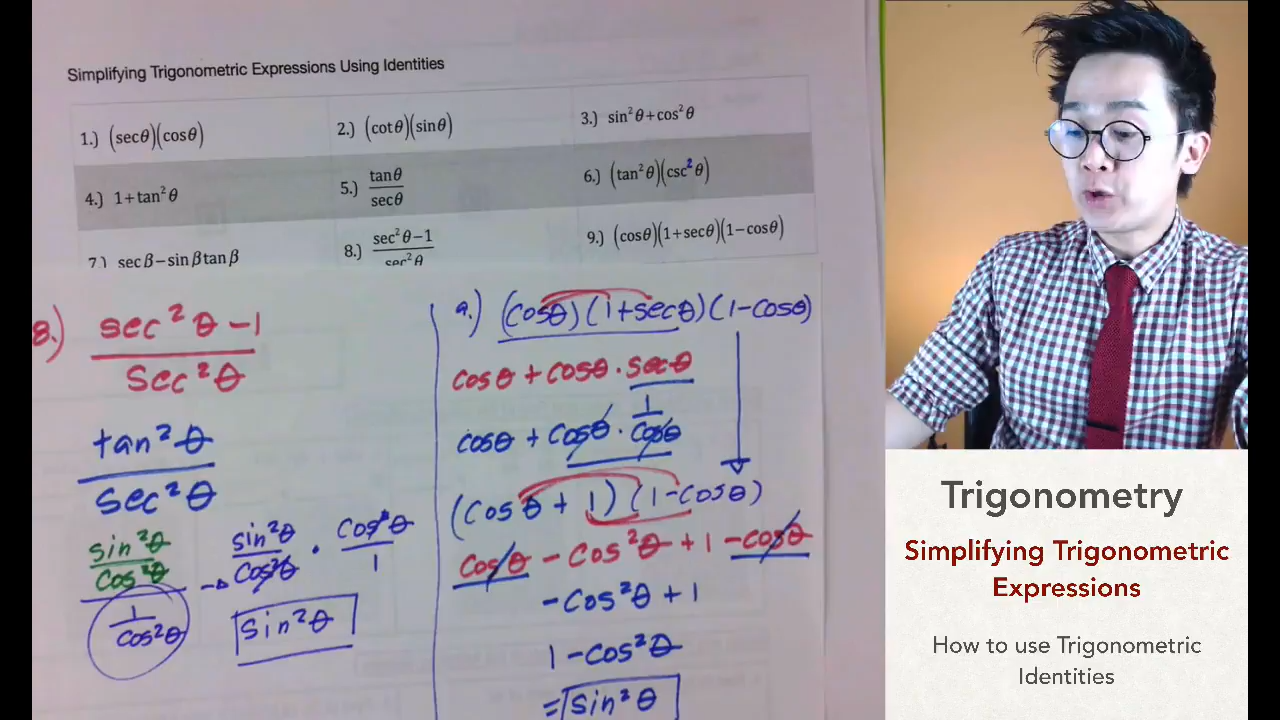 Simplifying Trigonometric Expressions Using Identities
1.) (secθ)(cosθ) 2.) (cotθ)(sinθ) 3.) sin²θ+cos²θ
4.) 1+tan²θ 5.) tanθ/secθ 6.) (tan²θ)(csc²θ)
7.) secβ−sinβtanβ 8.) sec²θ−1/sec²θ 9.) (cosθ)(1+secθ)(1−cosθ)
8.) sec²θ-1
sec²θ
tan²θ
sec²θ
sin²θ
cos²θ
1
cos²θ
→ sin²θ/cos²θ · cos²θ/1
sin²θ
9.) (cosθ)(1+secθ)(1-cosθ)
cosθ + cosθ · secθ
cosθ + cosθ · 1/cosθ
(cosθ + 1)(1-cosθ)
cosθ - cos²θ + 1 - cosθ
-cos²θ + 1
1-cos²θ
= sin²θ
Trigonometry
Simplifying Trigonometric
Expressions
How to use Trigonometric
Identities